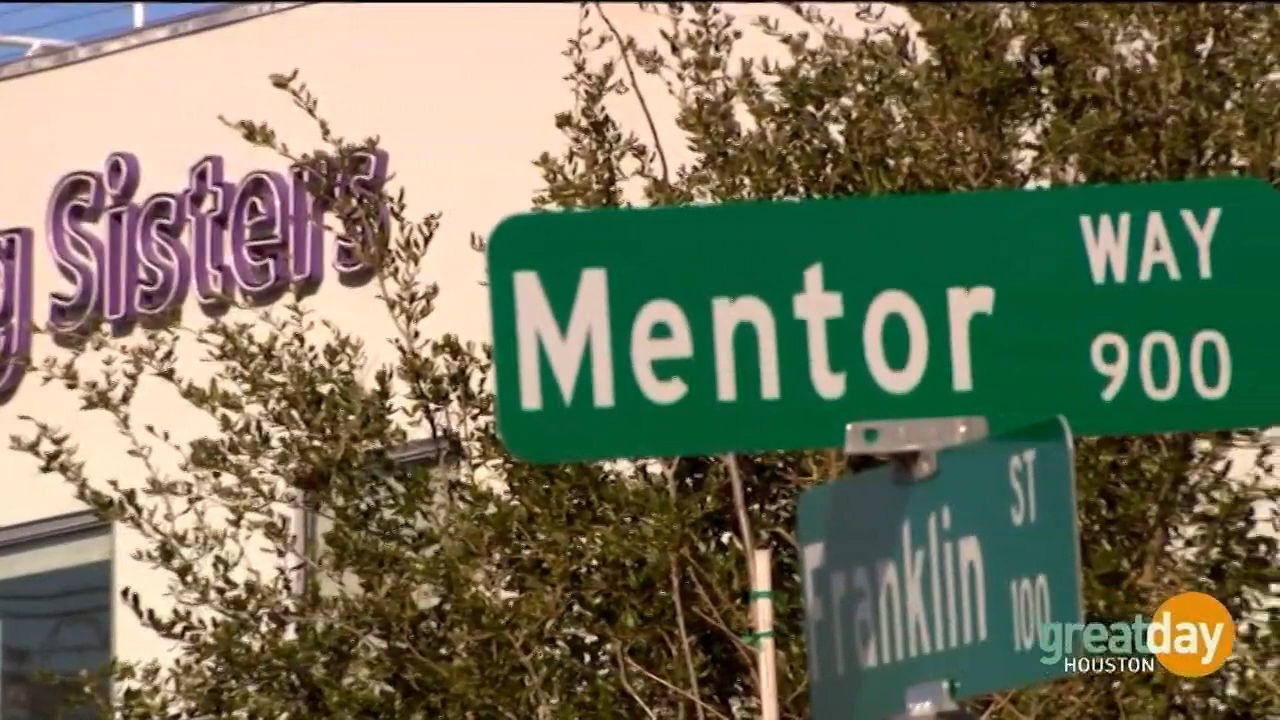 g Sisters
Mentor WAY
900
Franklin ST
100
greatday
HOUSTON